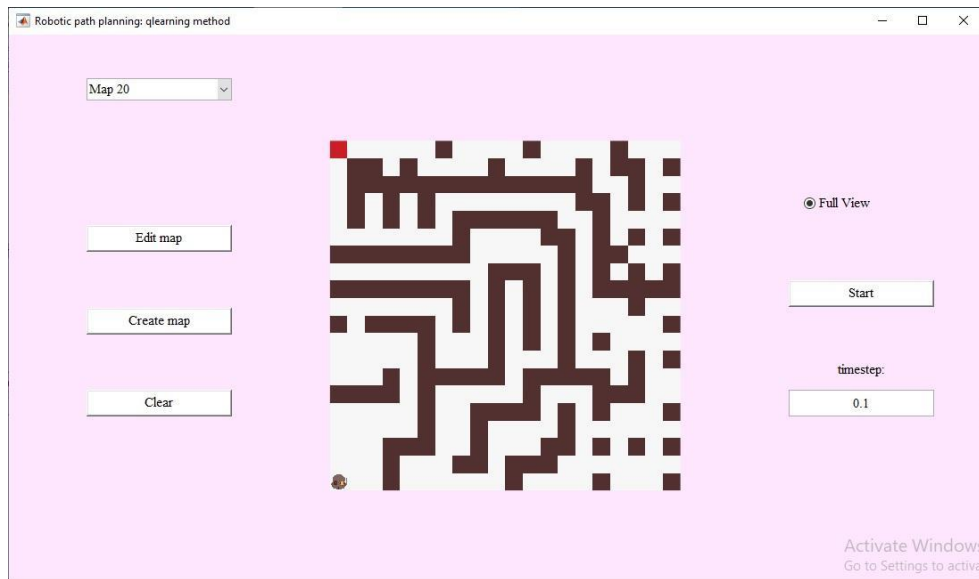 Robotic path planning: qlearning method
Map 20
Edit map
Create map
Clear
Full View
Start
timestep:
0.1
Activate Windows
Go to Settings to activa